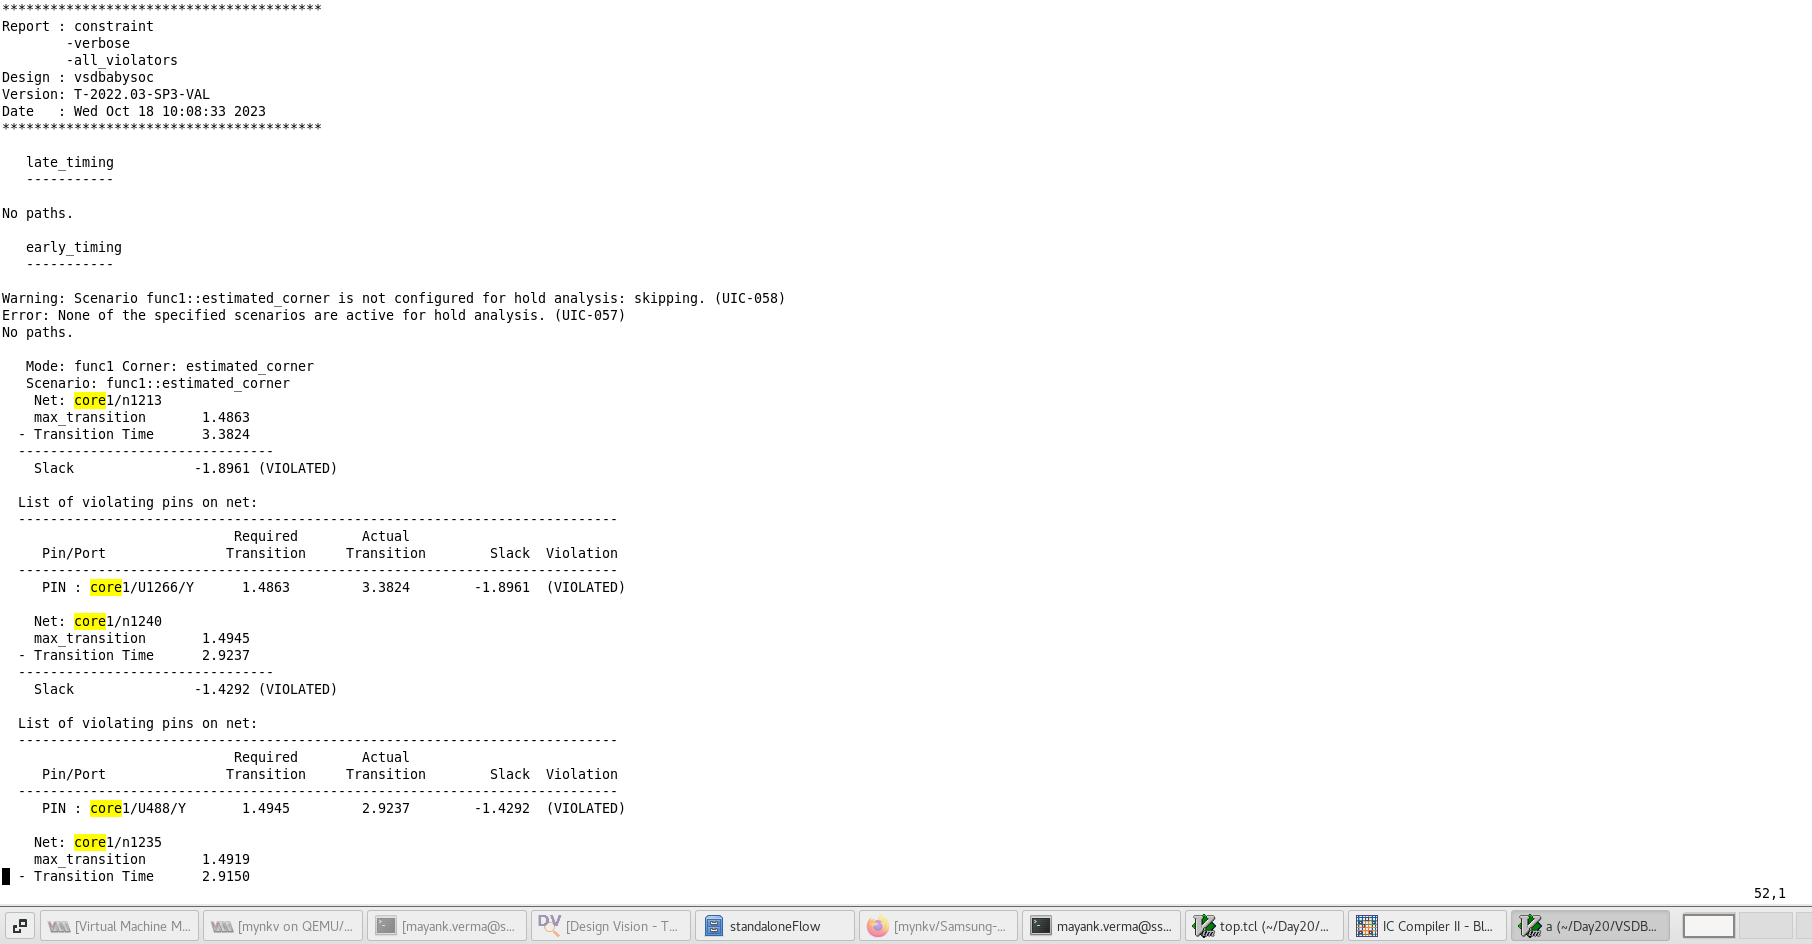 ****************************************
Report : constraint
        -verbose
        -all_violators
Design : vsdbabysoc
Version: T-2022.03-SP3-VAL
Date   : Wed Oct 18 10:08:33 2023
****************************************
   late_timing
   -----------
No paths.
   early_timing
   -----------
Warning: Scenario func1::estimated_corner is not configured for hold analysis: skipping. (UIC-058)
Error: None of the specified scenarios are active for hold analysis. (UIC-057)
No paths.
   Mode: func1 Corner: estimated_corner
   Scenario: func1::estimated_corner
    Net: core1/n1213
    max_transition       1.4863
  - Transition Time      3.3824
  --------------------------------
    Slack               -1.8961 (VIOLATED)
  List of violating pins on net:
  ---------------------------------------------------------------------------
                             Required        Actual
     Pin/Port               Transition     Transition        Slack  Violation
  ---------------------------------------------------------------------------
     PIN : core1/U1266/Y      1.4863         3.3824        -1.8961  (VIOLATED)
    Net: core1/n1240
    max_transition       1.4945
  - Transition Time      2.9237
  --------------------------------
    Slack               -1.4292 (VIOLATED)
  List of violating pins on net:
  ---------------------------------------------------------------------------
                             Required        Actual
     Pin/Port               Transition     Transition        Slack  Violation
  ---------------------------------------------------------------------------
     PIN : core1/U488/Y       1.4945         2.9237        -1.4292  (VIOLATED)
    Net: core1/n1235
    max_transition       1.4919
  - Transition Time      2.9150
52,1
[Virtual Machine M... [mynkv on QEMU/... [mayank.verma@s... [Design Vision - T... standaloneFlow [mynkv/Samsung-... mayank.verma@ss... top.tcl (~/Day20/... IC Compiler II - Bl... a (~/Day20/VSDB...